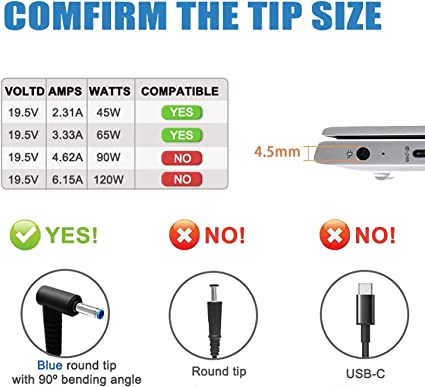 COMFIRM THE TIP SIZE
VOLTD AMPS WATTS COMPATIBLE
19.5V 2.31A 45W YES
19.5V 3.33A 65W YES
19.5V 4.62A 90W NO
19.5V 6.15A 120W NO
4.5mm
YES!
NO!
NO!
Blue round tip
with 90º bending angle
Round tip
USB-C